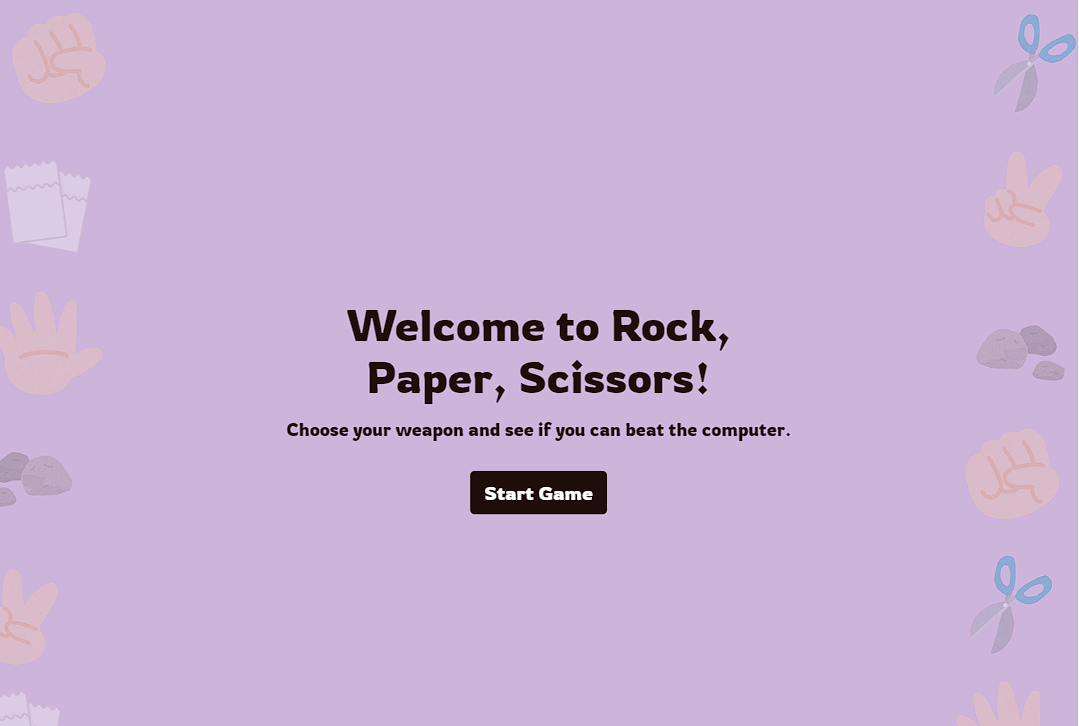 Welcome to Rock,
Paper, Scissors!
Choose your weapon and see if you can beat the computer.
Start Game